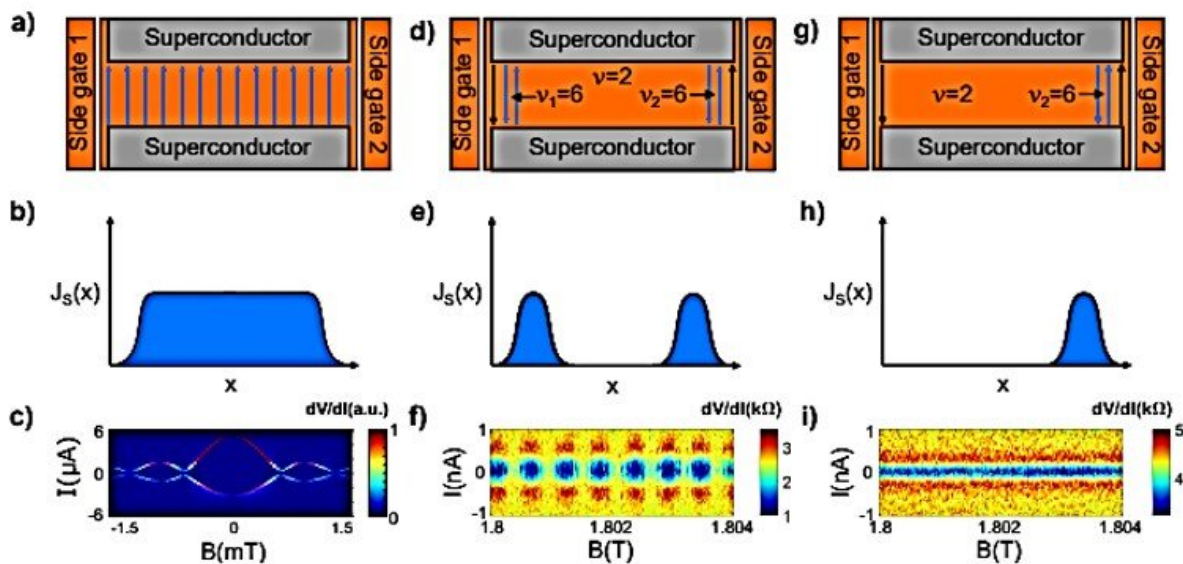 a)
Side gate 1
Superconductor
Superconductor
Side gate 2
d)
Side gate 1
Superconductor
ν=2
ν₁=6
ν₂=6
Superconductor
Side gate 2
g)
Side gate 1
Superconductor
ν=2
ν₂=6
Superconductor
Side gate 2
b)
Jₛ(x)
x
e)
Jₛ(x)
x
h)
Jₛ(x)
x
c)
dV/dI(a.u.)
I(μA)
6
0
-6
-1.5
0
1.5
B(mT)
1
0
f)
dV/dI(kΩ)
I(nA)
1
0
-1
1.8
1.802
1.804
B(T)
3
2
1
i)
dV/dI(kΩ)
I(nA)
1
0
-1
1.8
1.802
1.804
B(T)
5
4